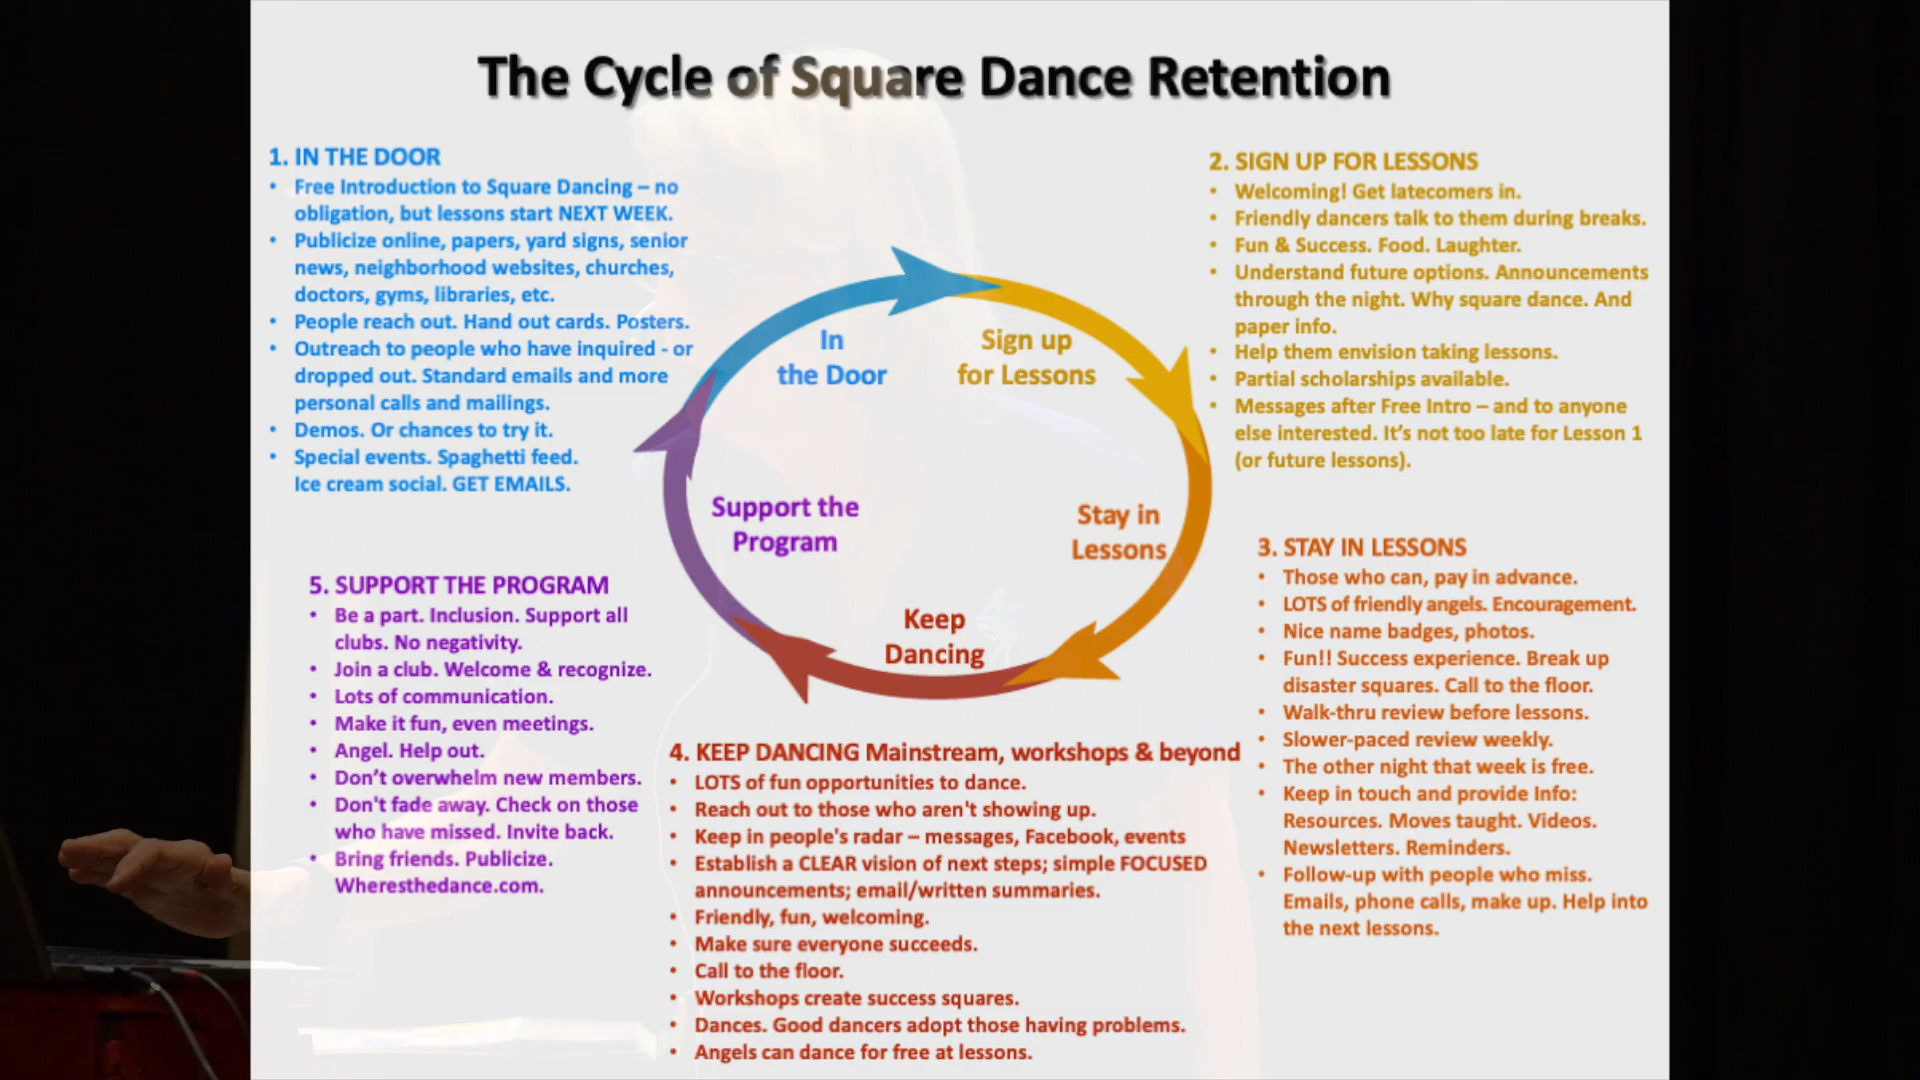 The Cycle of Square Dance Retention
1. IN THE DOOR
• Free Introduction to Square Dancing – no
obligation, but lessons start NEXT WEEK.
• Publicize online, papers, yard signs, senior
news, neighborhood websites, churches,
doctors, gyms, libraries, etc.
• People reach out. Hand out cards. Posters.
• Outreach to people who have inquired - or
dropped out. Standard emails and more
personal calls and mailings.
• Demos. Or chances to try it.
• Special events. Spaghetti feed.
Ice cream social. GET EMAILS.
2. SIGN UP FOR LESSONS
• Welcoming! Get latecomers in.
• Friendly dancers talk to them during breaks.
• Fun & Success. Food. Laughter.
• Understand future options. Announcements
through the night. Why square dance. And
paper info.
• Help them envision taking lessons.
• Partial scholarships available.
• Messages after Free Intro – and to anyone
else interested. It's not too late for Lesson 1
(or future lessons).
In
the Door
Sign up
for Lessons
Stay in
Lessons
Keep
Dancing
Support the
Program
3. STAY IN LESSONS
• Those who can, pay in advance.
• LOTS of friendly angels. Encouragement.
• Nice name badges, photos.
• Fun!! Success experience. Break up
disaster squares. Call to the floor.
• Walk-thru review before lessons.
• Slower-paced review weekly.
• The other night that week is free.
• Keep in touch and provide Info:
Resources. Moves taught. Videos.
Newsletters. Reminders.
• Follow-up with people who miss.
Emails, phone calls, make up. Help into
the next lessons.
4. KEEP DANCING Mainstream, workshops & beyond
• LOTS of fun opportunities to dance.
• Reach out to those who aren't showing up.
• Keep in people's radar – messages, Facebook, events
• Establish a CLEAR vision of next steps; simple FOCUSED
announcements; email/written summaries.
• Friendly, fun, welcoming.
• Make sure everyone succeeds.
• Call to the floor.
• Workshops create success squares.
• Dances. Good dancers adopt those having problems.
• Angels can dance for free at lessons.
5. SUPPORT THE PROGRAM
• Be a part. Inclusion. Support all
clubs. No negativity.
• Join a club. Welcome & recognize.
• Lots of communication.
• Make it fun, even meetings.
• Angel. Help out.
• Don't overwhelm new members.
• Don't fade away. Check on those
who have missed. Invite back.
• Bring friends. Publicize.
Wheresthedance.com.